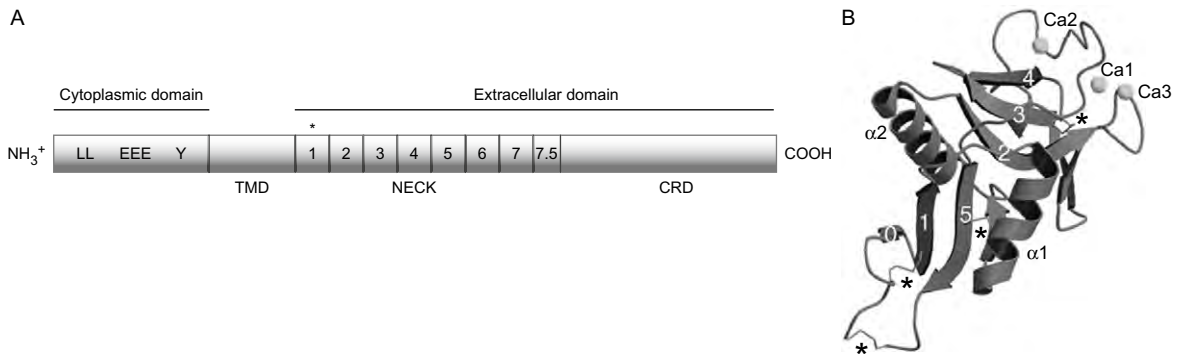 A
Cytoplasmic domain Extracellular domain
*
NH3+ LL EEE Y 1 2 3 4 5 6 7 7.5 COOH
TMD NECK CRD
B
Ca2
Ca1
4
Ca3
3
*
α2
2
1
5
*
0
α1
*
*